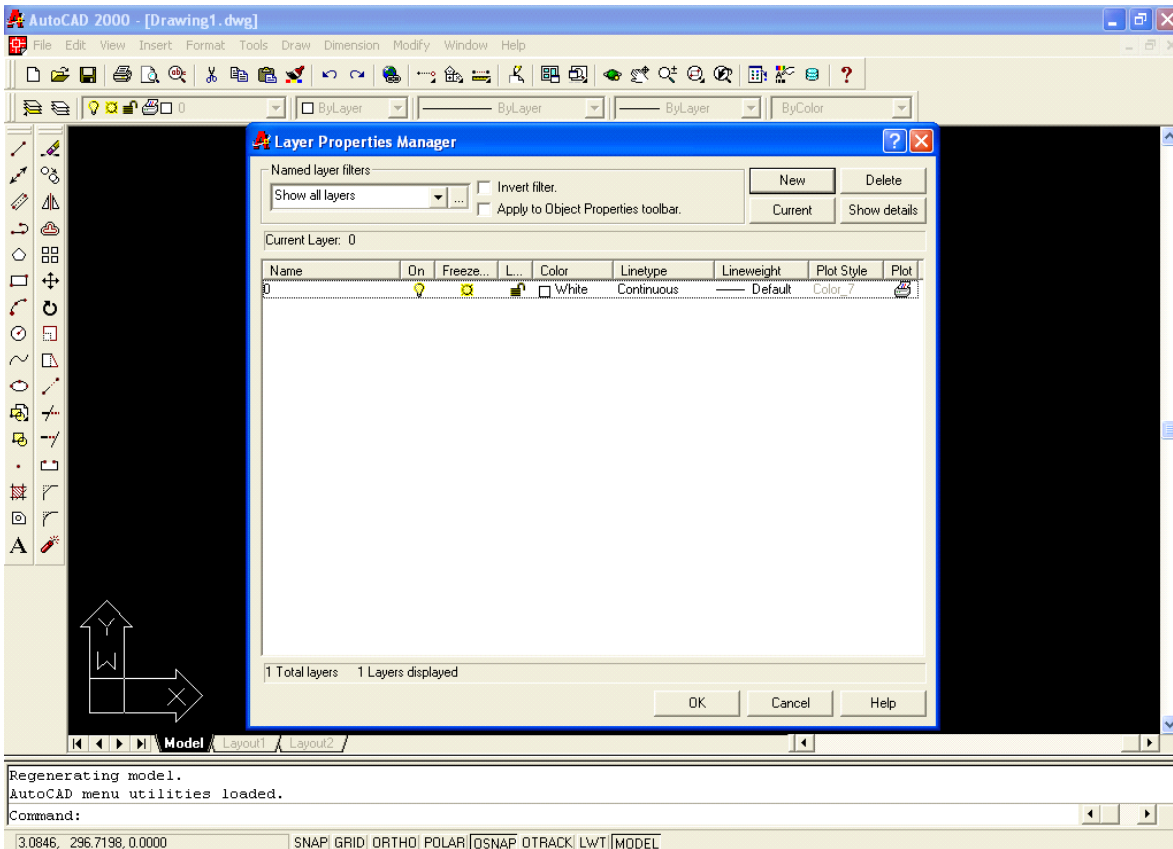 AutoCAD 2000 - [Drawing1.dwg]
File Edit View Insert Format Tools Draw Dimension Modify Window Help
0 ByLayer ByLayer ByLayer ByColor
Layer Properties Manager
Named layer filters
Show all layers
...
Invert filter.
Apply to Object Properties toolbar.
New Delete
Current Show details
Current Layer: 0
Name On Freeze... L... Color Linetype Lineweight Plot Style Plot
0 White Continuous Default Color_7
1 Total layers 1 Layers displayed
OK Cancel Help
Y
W
X
A
Model Layout1 Layout2
Regenerating model.
AutoCAD menu utilities loaded.
Command:
3.0846, 296.7198, 0.0000 SNAP GRID ORTHO POLAR OSNAP OTRACK LWT MODEL